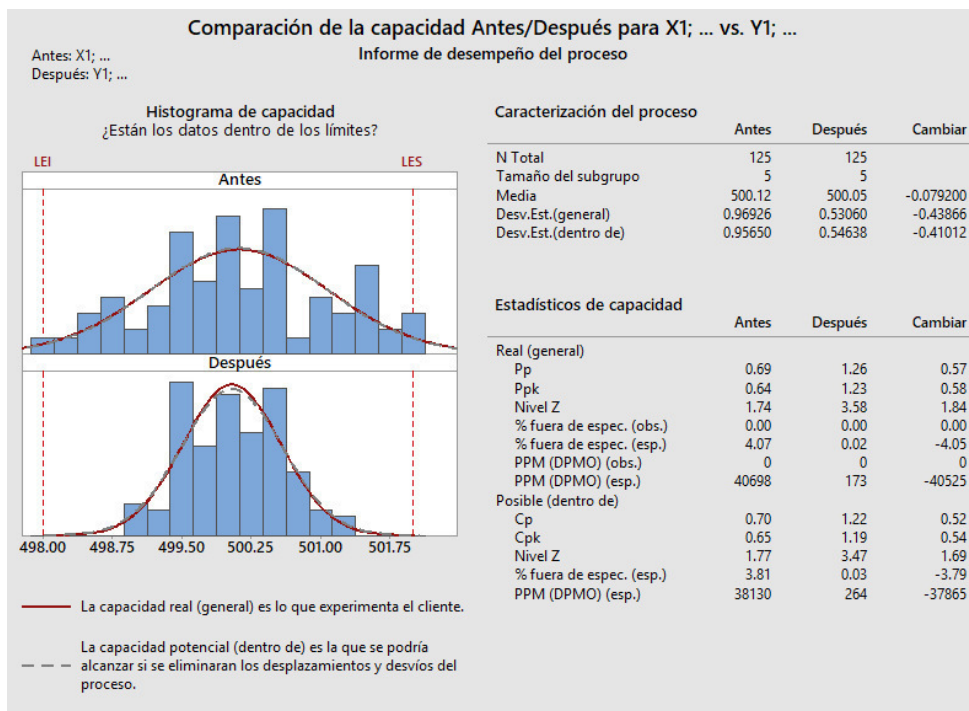 Comparación de la capacidad Antes/Después para X1; ... vs. Y1; ...
Informe de desempeño del proceso
Antes: X1; ...
Después: Y1; ...
Histograma de capacidad
¿Están los datos dentro de los límites?
LEI LES
Antes
Después
498.00 498.75 499.50 500.25 501.00 501.75
La capacidad real (general) es lo que experimenta el cliente.
La capacidad potencial (dentro de) es la que se podría
alcanzar si se eliminaran los desplazamientos y desvíos del
proceso.
Caracterización del proceso
Antes Después Cambiar
N Total 125 125
Tamaño del subgrupo 5 5
Media 500.12 500.05 -0.079200
Desv.Est.(general) 0.96926 0.53060 -0.43866
Desv.Est.(dentro de) 0.95650 0.54638 -0.41012
Estadísticos de capacidad
Antes Después Cambiar
Real (general)
Pp 0.69 1.26 0.57
Ppk 0.64 1.23 0.58
Nivel Z 1.74 3.58 1.84
% fuera de espec. (obs.) 0.00 0.00 0.00
% fuera de espec. (esp.) 4.07 0.02 -4.05
PPM (DPMO) (obs.) 0 0 0
PPM (DPMO) (esp.) 40698 173 -40525
Posible (dentro de)
Cp 0.70 1.22 0.52
Cpk 0.65 1.19 0.54
Nivel Z 1.77 3.47 1.69
% fuera de espec. (esp.) 3.81 0.03 -3.79
PPM (DPMO) (esp.) 38130 264 -37865